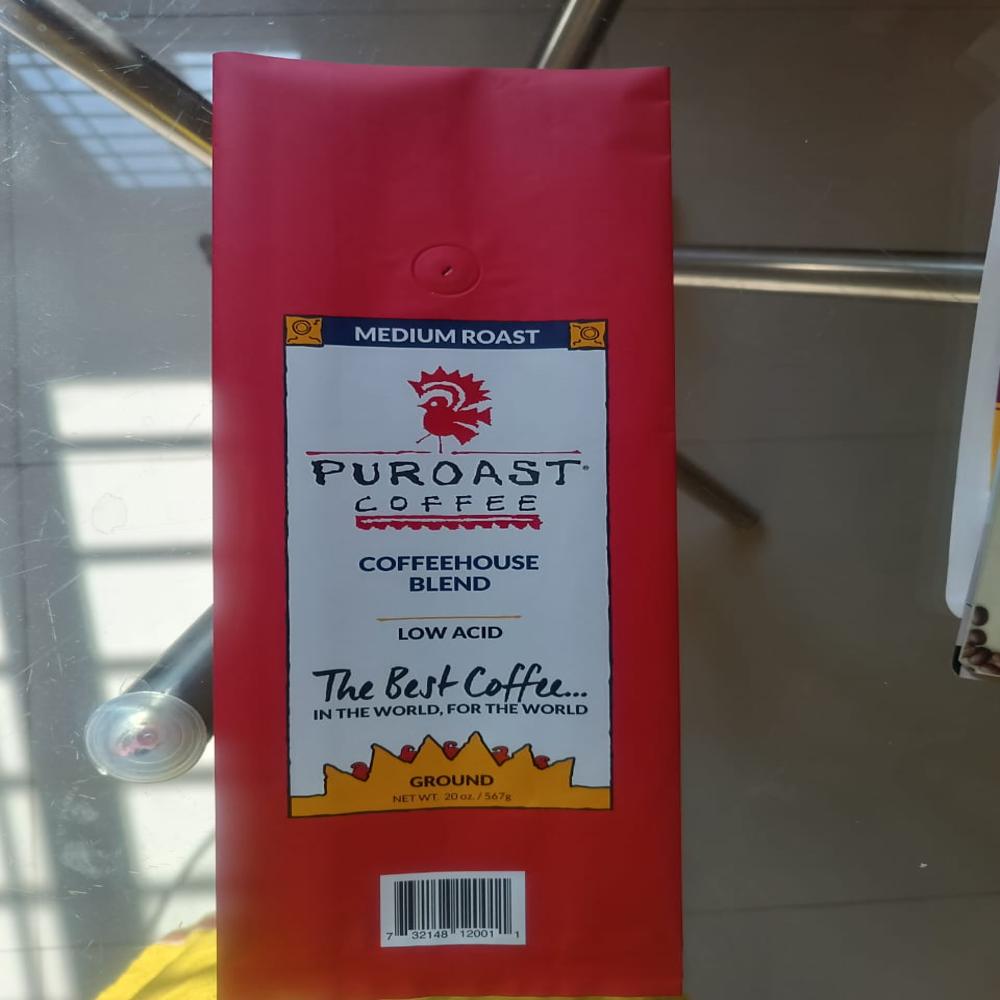 MEDIUM ROAST
PUROAST®
COFFEE
COFFEEHOUSE
BLEND
LOW ACID
The Best Coffee...
IN THE WORLD, FOR THE WORLD
GROUND
NET WT. 20 oz. / 567g
7 32148 12001 1